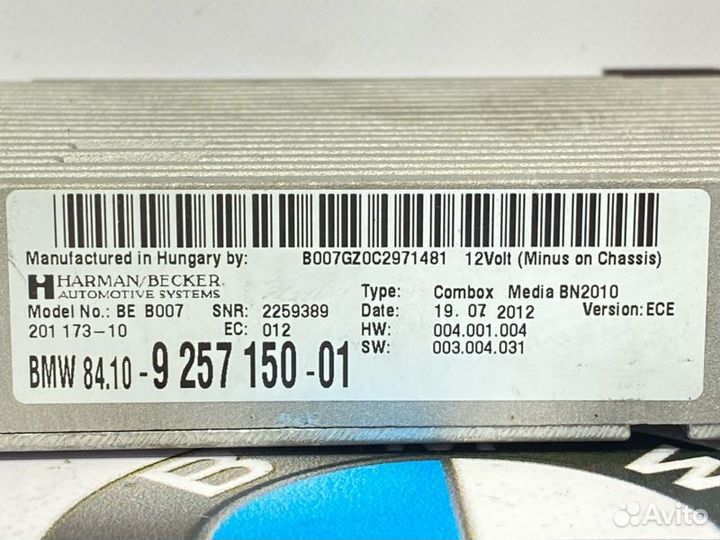 Manufactured in Hungary by: B007GZ0C2971481 12Volt (Minus on Chassis)
HARMAN/BECKER
AUTOMOTIVE SYSTEMS
Type: Combox Media BN2010
Model No.: BE B007 SNR: 2259389 Date: 19. 07 2012 Version: ECE
201 173-10 EC: 012 HW: 004.001.004
SW: 003.004.031
BMW 84.10 - 9 257 150 - 01
B M W
Avito